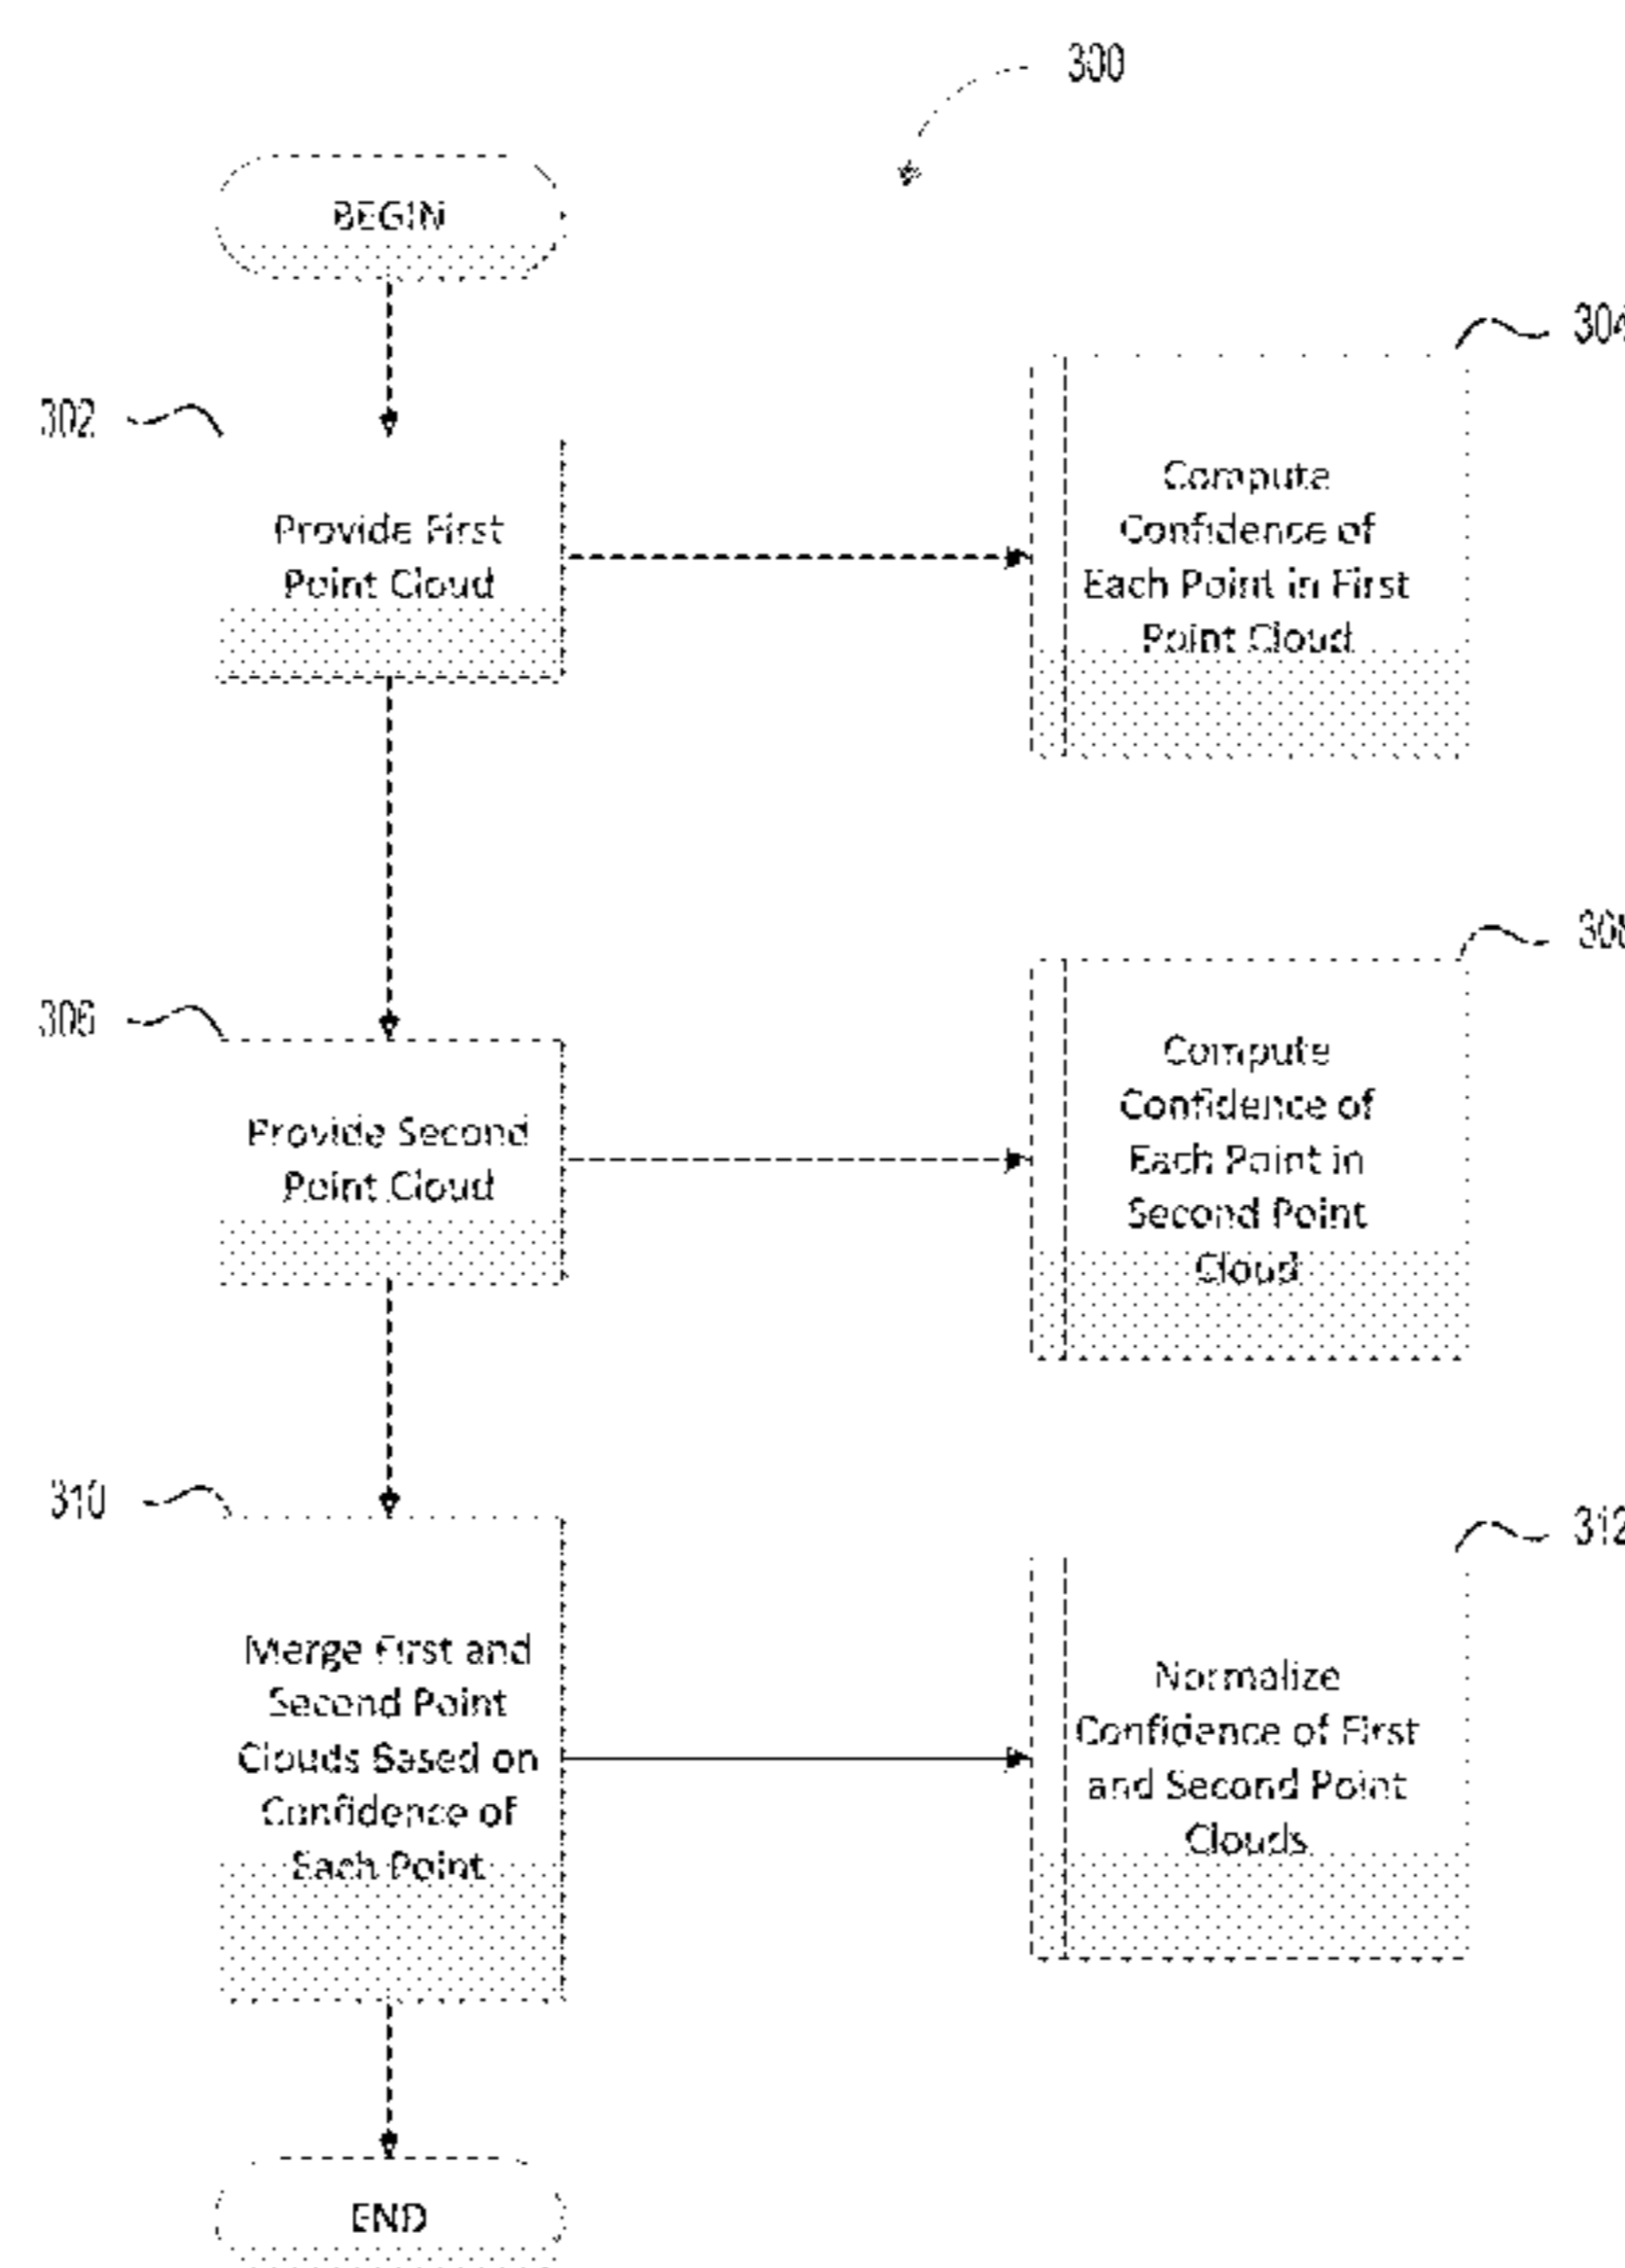 300
BEGIN
304
302
Compute
Confidence of
Each Point in First
Point Cloud
Provide First
Point Cloud
308
306
Compute
Confidence of
Each Point in
Second Point
Cloud
Provide Second
Point Cloud
310
312
Merge First and
Second Point
Clouds Based on
Confidence of
Each Point
Normalize
Confidence of First
and Second Point
Clouds
END